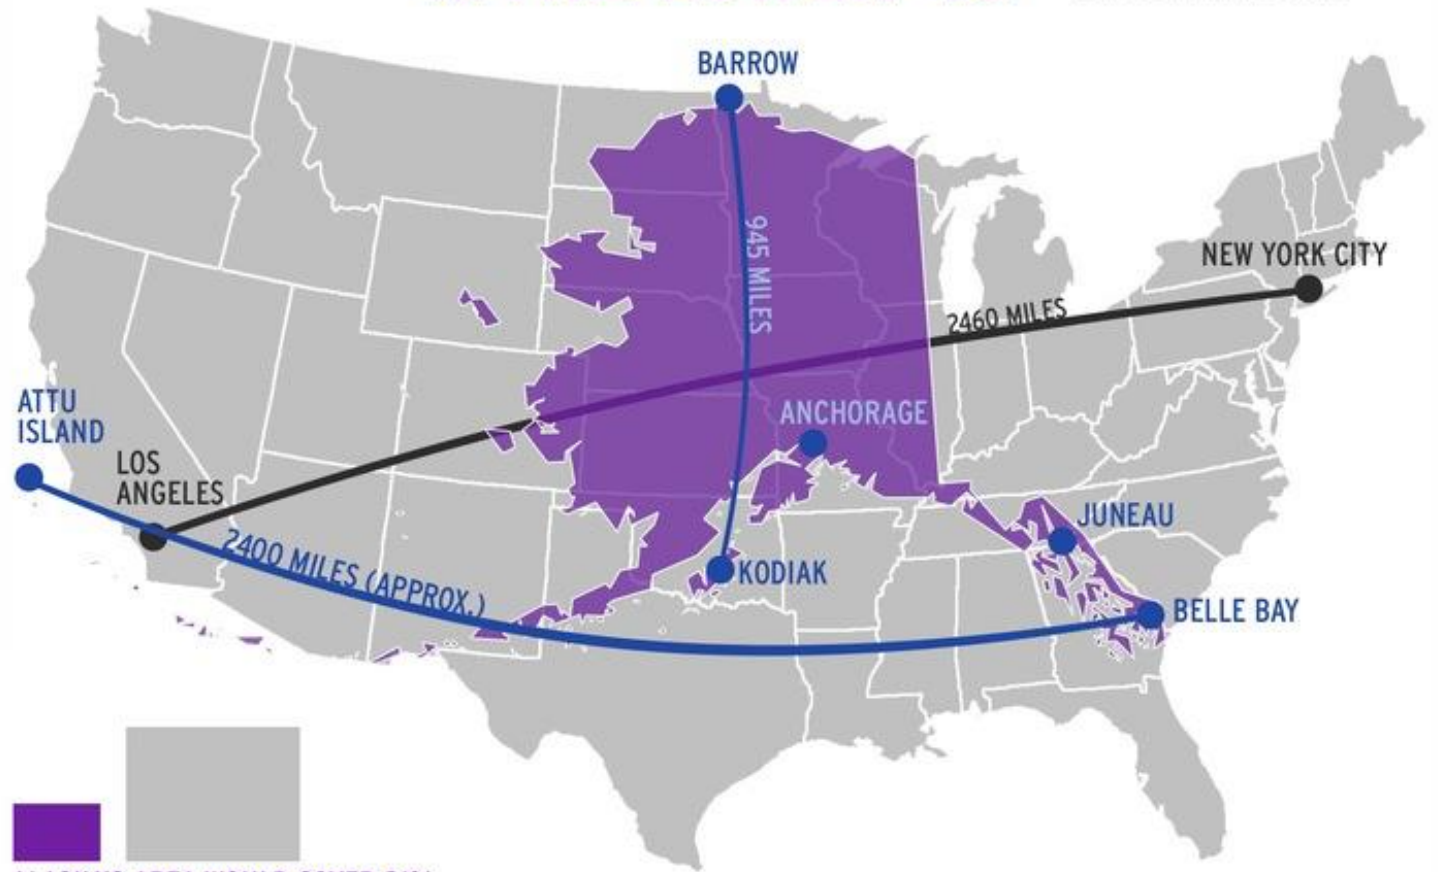 BARROW
945 MILES
NEW YORK CITY
2460 MILES
ATTU
ISLAND
ANCHORAGE
LOS
ANGELES
JUNEAU
2400 MILES (APPROX.)
KODIAK
BELLE BAY